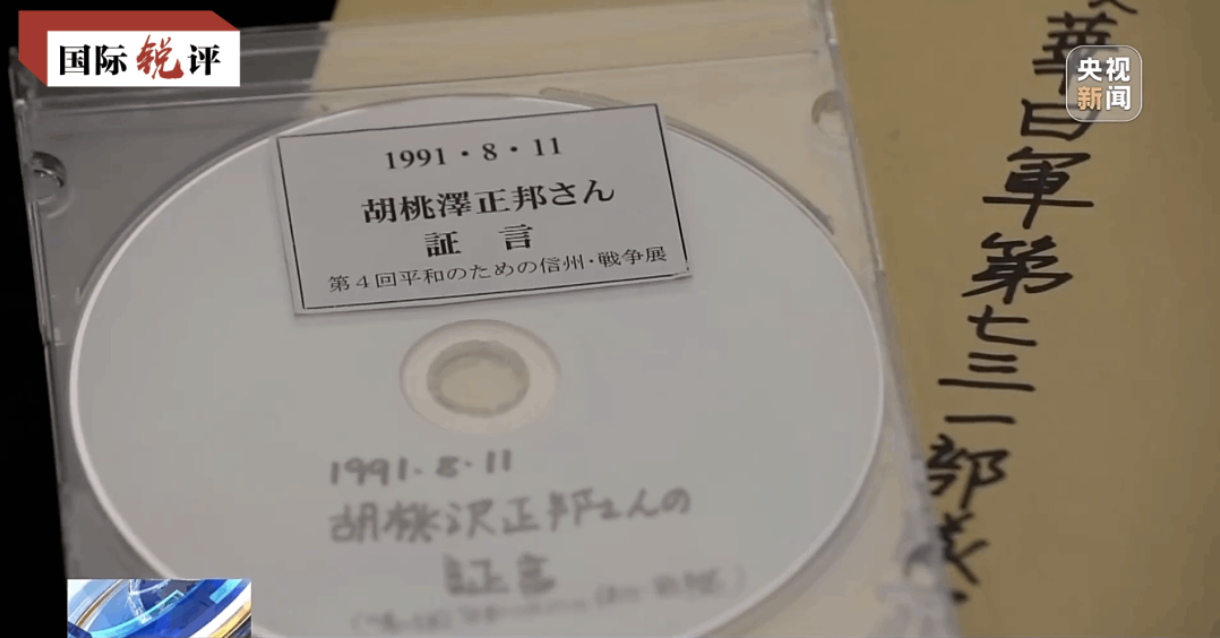 国际锐评
央视
新闻
1991・8・11
胡桃澤正邦さん
証 言
第4回平和のための信州・戦争展
1991・8・11
胡桃沢正邦さんの
証言
華日軍第七三一部